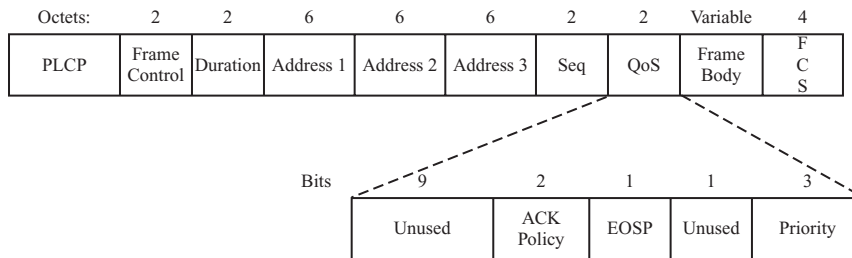 Octets: 2 2 6 6 6 2 2 Variable 4
PLCP Frame Control Duration Address 1 Address 2 Address 3 Seq QoS Frame Body FCS
Bits 9 2 1 1 3
Unused ACK Policy EOSP Unused Priority